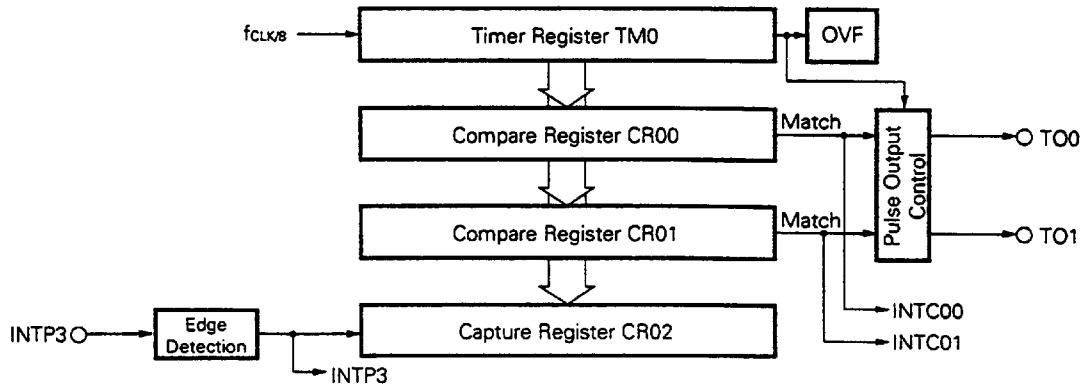 fCLK/8
Timer Register TM0
OVF
Compare Register CR00
Match
TO0
Pulse Output
Control
Compare Register CR01
Match
TO1
INTC00
INTP3
Edge
Detection
Capture Register CR02
INTC01
INTP3